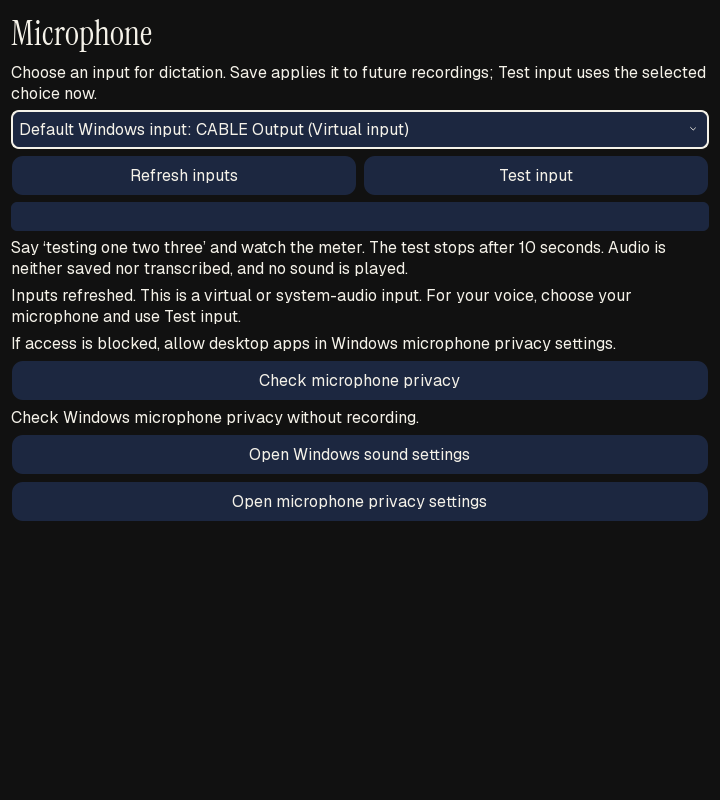 Microphone
Choose an input for dictation. Save applies it to future recordings; Test input uses the selected
choice now.
Default Windows input: CABLE Output (Virtual input)
Refresh inputs
Test input
Say ‘testing one two three’ and watch the meter. The test stops after 10 seconds. Audio is
neither saved nor transcribed, and no sound is played.
Inputs refreshed. This is a virtual or system-audio input. For your voice, choose your
microphone and use Test input.
If access is blocked, allow desktop apps in Windows microphone privacy settings.
Check microphone privacy
Check Windows microphone privacy without recording.
Open Windows sound settings
Open microphone privacy settings